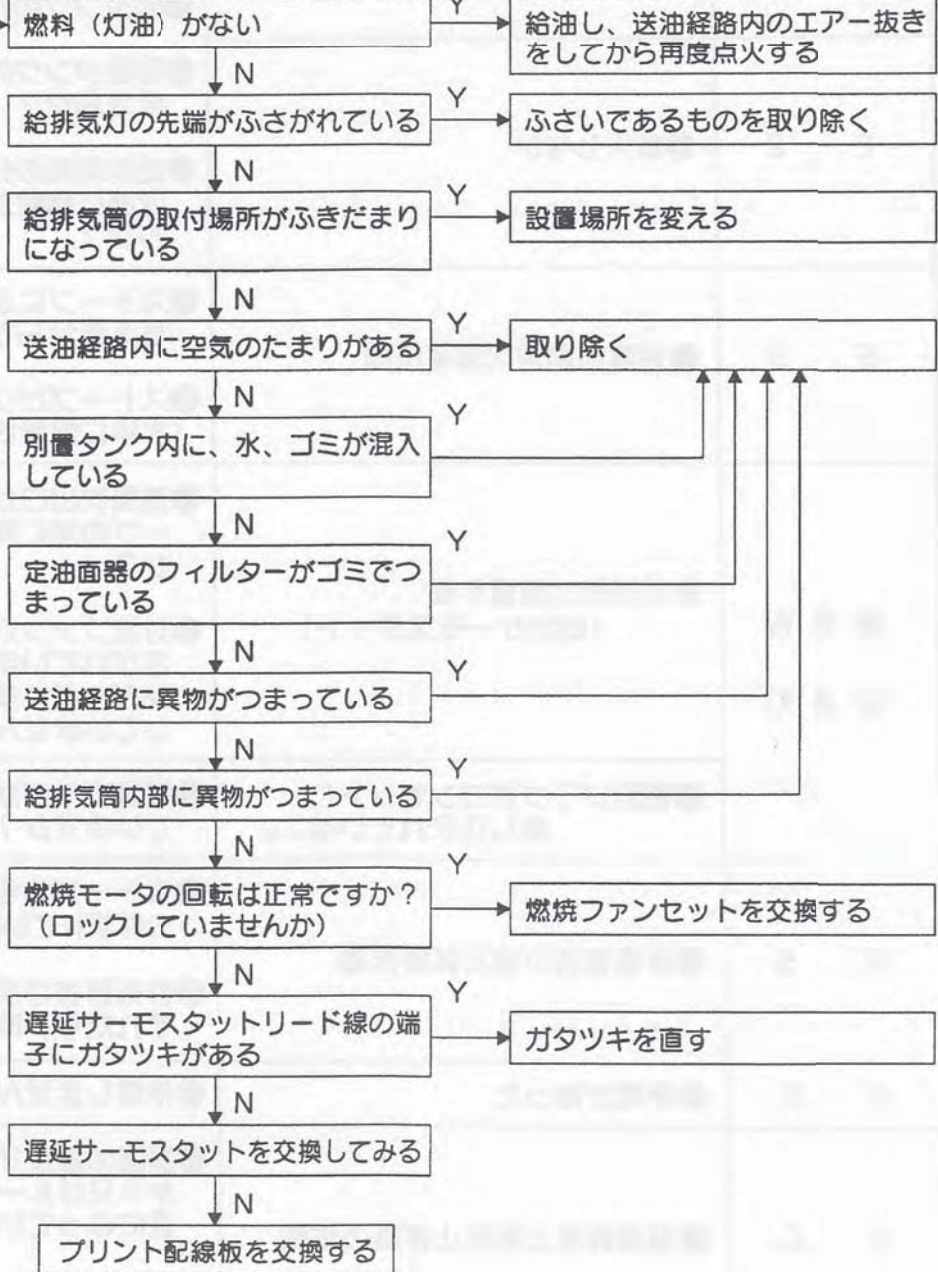 Y
燃料（灯油）がない
給油し、送油経路内のエアー抜き
をしてから再度点火する
N
Y
給排気灯の先端がふさがれている
ふさいであるものを取り除く
N
Y
給排気筒の取付場所がふきだまり
になっている
設置場所を変える
N
Y
送油経路内に空気のたまりがある
取り除く
N
Y
別置タンク内に、水、ゴミが混入
している
N
Y
定油面器のフィルターがゴミでつ
まっている
N
Y
送油経路に異物がつまっている
N
Y
給排気筒内部に異物がつまっている
N
Y
燃焼モータの回転は正常ですか？
（ロックしていませんか）
燃焼ファンセットを交換する
N
Y
遅延サーモスタットリード線の端
子にガタツキがある
ガタツキを直す
N
遅延サーモスタットを交換してみる
N
プリント配線板を交換する